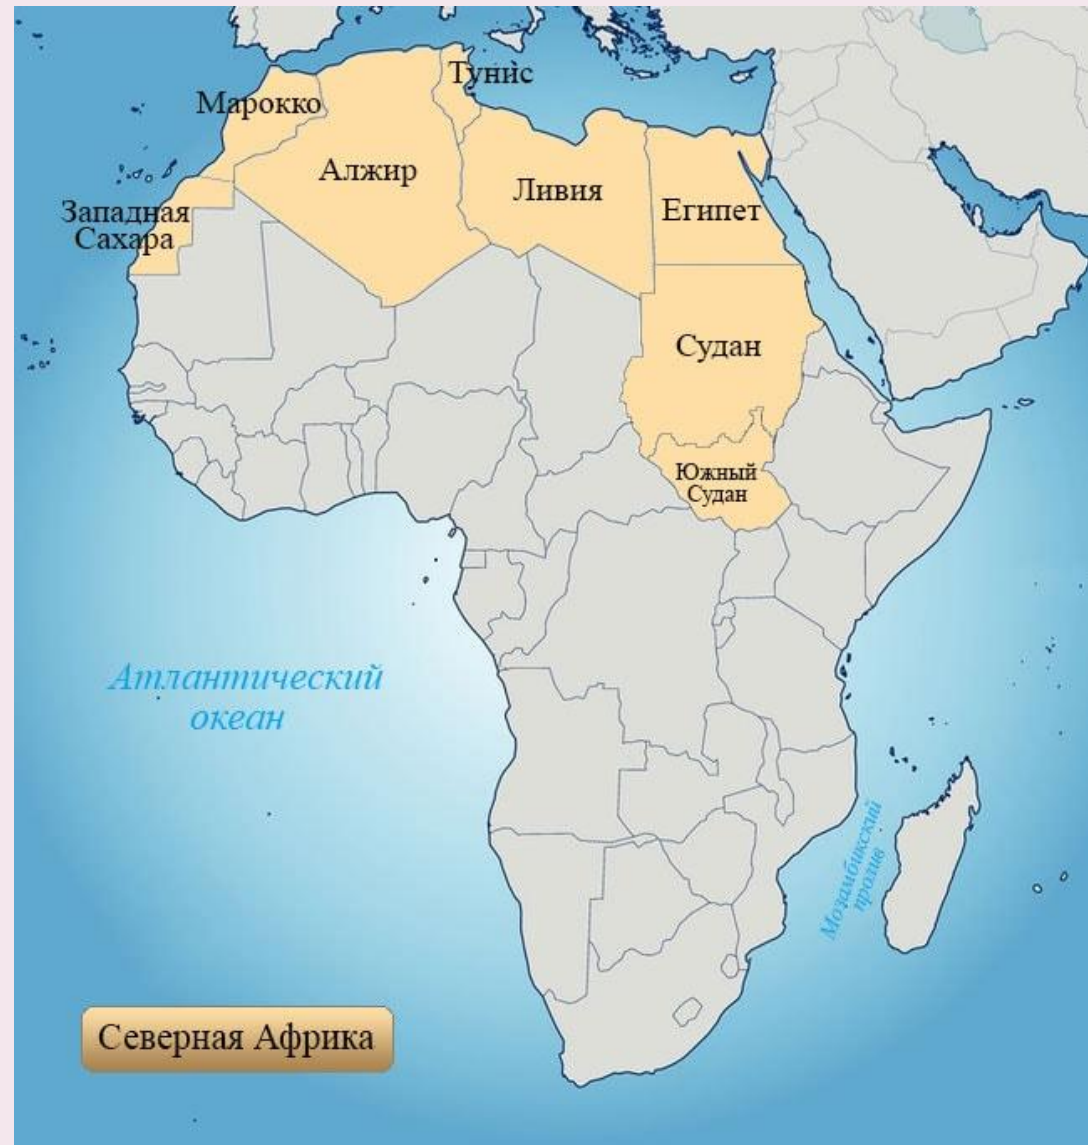 Тунис
Марокко
Алжир
Ливия
Египет
Западная
Сахара
Судан
Южный
Судан
Атлантический
океан
Мозамбикский
пролив
Северная Африка